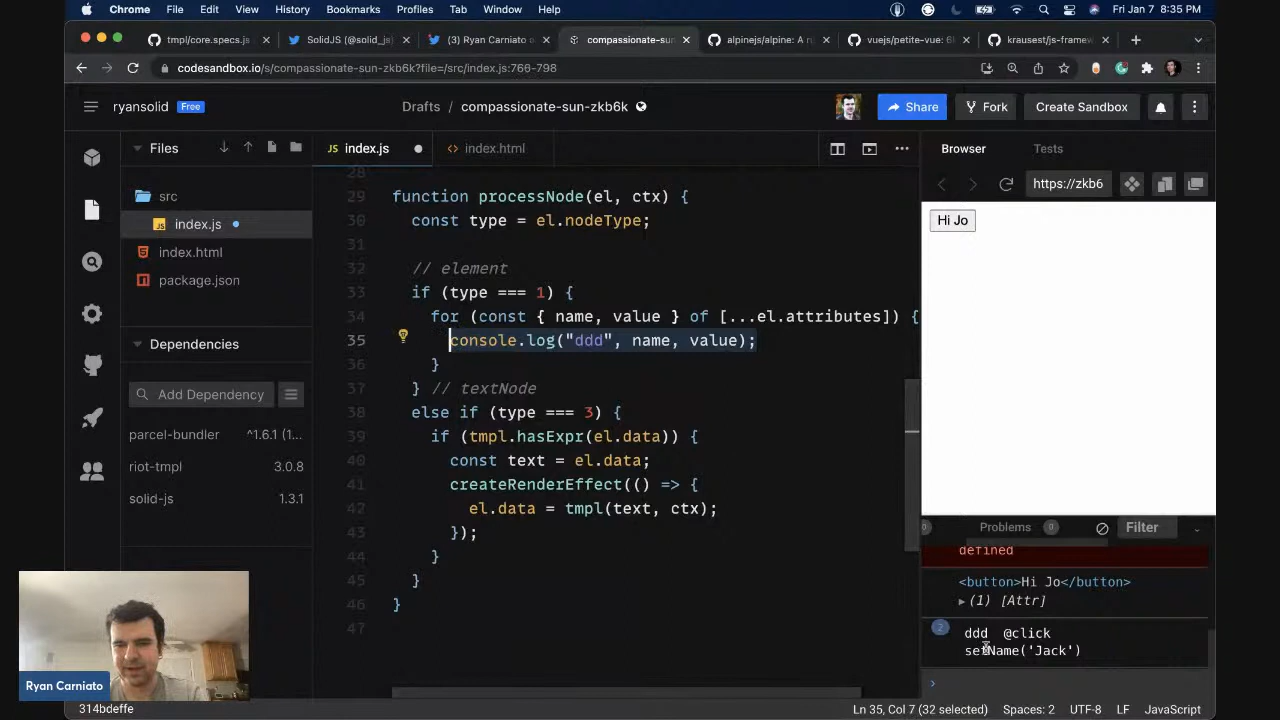 Chrome File Edit View History Bookmarks Profiles Tab Window Help Fri Jan 7 8:35 PM
tmpl/core.specs.js SolidJS (@solid_js) (3) Ryan Carniato compassionate-sun alpinejs/alpine: A vuejs/petite-vue: krausest/js-frame
codesandbox.io/s/compassionate-sun-zkb6k?file=/src/index.js:766-798
ryansolid Free Drafts / compassionate-sun-zkb6k Share Fork Create Sandbox
Files
src
index.js
index.html
package.json
Dependencies
Add Dependency
parcel-bundler ^1.6.1 (1...
riot-tmpl 3.0.8
solid-js 1.3.1
index.js index.html
28
29 function processNode(el, ctx) {
30 const type = el.nodeType;
31
32 // element
33 if (type === 1) {
34 for (const { name, value } of [...el.attributes]) {
35 console.log("ddd", name, value);
36 }
37 } // textNode
38 else if (type === 3) {
39 if (tmpl.hasExpr(el.data)) {
40 const text = el.data;
41 createRenderEffect(() => {
42 el.data = tmpl(text, ctx);
43 });
44 }
45 }
46 }
47
Browser Tests
https://zkb6
Hi Jo
0 Problems 0 Filter
defined
<button>Hi Jo</button>
(1) [Attr]
2 ddd @click
setName('Jack')
Ryan Carniato
314bdeffe
Ln 35, Col 7 (32 selected) Spaces: 2 UTF-8 LF JavaScript